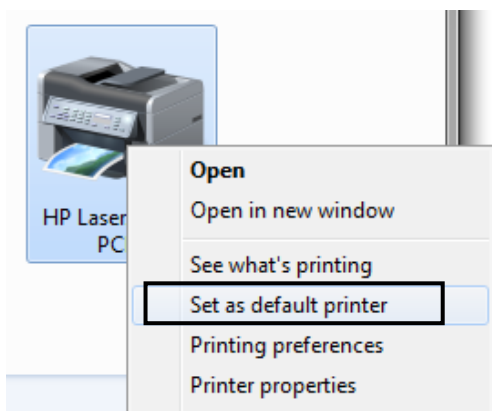 HP Laser
PC
Open
Open in new window
See what's printing
Set as default printer
Printing preferences
Printer properties